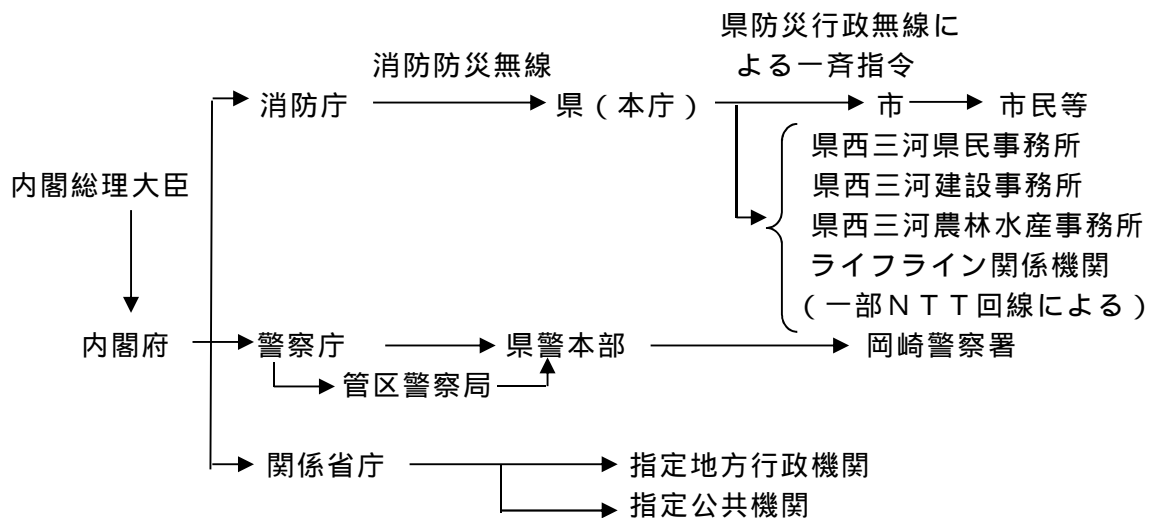 県防災行政無線に
による一斉指令
消防防災無線
消防庁
県(本庁)
市
市民等
県西三河県民事務所
県西三河建設事務所
県西三河農林水産事務所
ライフライン関係機関
(一部NTT回線による)
内閣総理大臣
内閣府
警察庁
県警本部
岡崎警察署
管区警察局
関係省庁
指定地方行政機関
指定公共機関